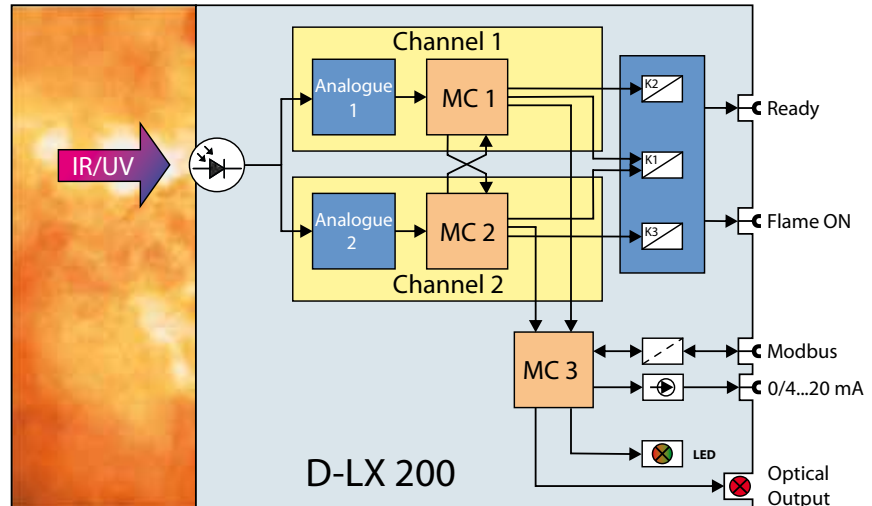 Channel 1
Analogue
1
MC 1
K2
Ready
IR/UV
K1
Analogue
2
MC 2
K3
Flame ON
Channel 2
MC 3
Modbus
0/4...20 mA
LED
D-LX 200
Optical
Output